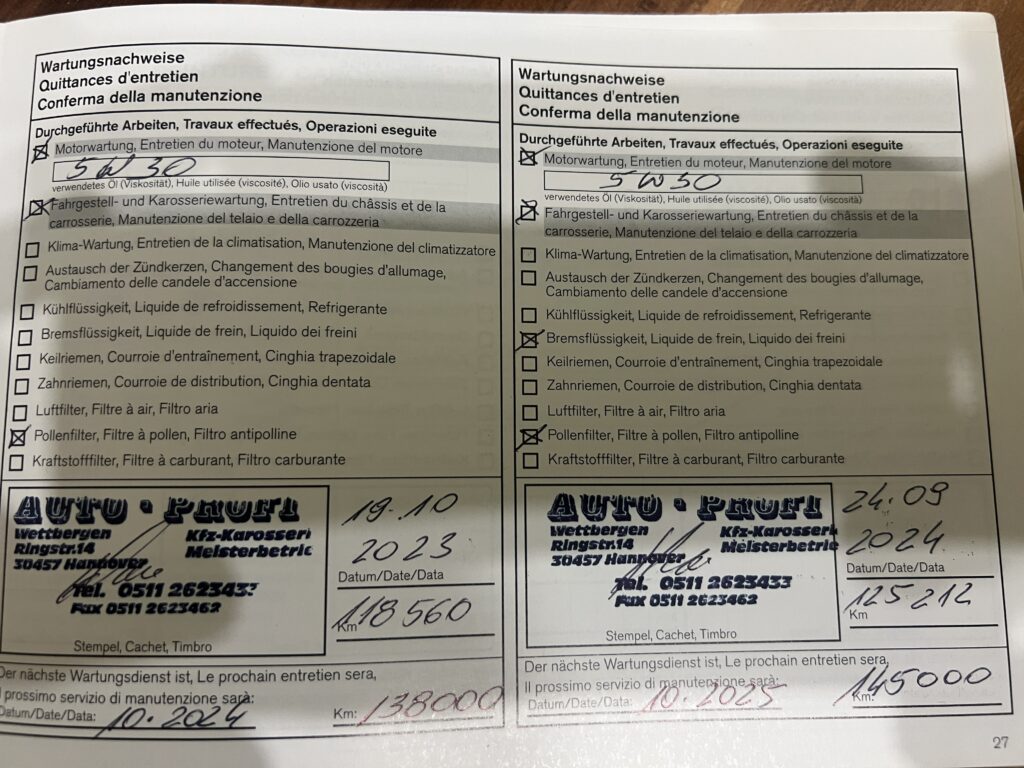 Wartungsnachweise
Quittances d'entretien
Conferma della manutenzione
Durchgeführte Arbeiten, Travaux effectués, Operazioni eseguite
Motorwartung, Entretien du moteur, Manutenzione del motore
5W30
verwendetes Öl (Viskosität), Huile utilisée (viscosité), Olio usato (viscosità)
Fahrgestell- und Karosseriewartung, Entretien du châssis et de la
carrosserie, Manutenzione del telaio e della carrozzeria
Klima-Wartung, Entretien de la climatisation, Manutenzione del climatizzatore
Austausch der Zündkerzen, Changement des bougies d'allumage,
Cambiamento delle candele d'accensione
Kühlflüssigkeit, Liquide de refroidissement, Refrigerante
Bremsflüssigkeit, Liquide de frein, Liquido dei freini
Keilriemen, Courroie d'entraînement, Cinghia trapezoidale
Zahnriemen, Courroie de distribution, Cinghia dentata
Luftfilter, Filtre à air, Filtro aria
Pollenfilter, Filtre à pollen, Filtro antipolline
Kraftstofffilter, Filtre à carburant, Filtro carburante
AUTO · PROFI
Wettbergen Kfz-Karosseri
Ringstr.14 Meisterbetric
30457 Hannover
Tel. 0511 2623433
Fax 0511 2623462
Stempel, Cachet, Timbro
19.10
2023
Datum/Date/Data
118560
Km
Der nächste Wartungsdienst ist, Le prochain entretien sera,
Il prossimo servizio di manutenzione sarà:
Datum/Date/Data: 10.2024 Km: 138000
Wartungsnachweise
Quittances d'entretien
Conferma della manutenzione
Durchgeführte Arbeiten, Travaux effectués, Operazioni eseguite
Motorwartung, Entretien du moteur, Manutenzione del motore
5W30
verwendetes Öl (Viskosität), Huile utilisée (viscosité), Olio usato (viscosità)
Fahrgestell- und Karosseriewartung, Entretien du châssis et de la
carrosserie, Manutenzione del telaio e della carrozzeria
Klima-Wartung, Entretien de la climatisation, Manutenzione del climatizzatore
Austausch der Zündkerzen, Changement des bougies d'allumage,
Cambiamento delle candele d'accensione
Kühlflüssigkeit, Liquide de refroidissement, Refrigerante
Bremsflüssigkeit, Liquide de frein, Liquido dei freini
Keilriemen, Courroie d'entraînement, Cinghia trapezoidale
Zahnriemen, Courroie de distribution, Cinghia dentata
Luftfilter, Filtre à air, Filtro aria
Pollenfilter, Filtre à pollen, Filtro antipolline
Kraftstofffilter, Filtre à carburant, Filtro carburante
AUTO · PROFI
Wettbergen Kfz-Karosseri
Ringstr.14 Meisterbetrie
30457 Hannover
Tel. 0511 2623433
Fax 0511 2623462
Stempel, Cachet, Timbro
24.09
2024
Datum/Date/Data
125212
Km
Der nächste Wartungsdienst ist, Le prochain entretien sera,
Il prossimo servizio di manutenzione sarà:
Datum/Date/Data: 10.2025 Km: 145000
27